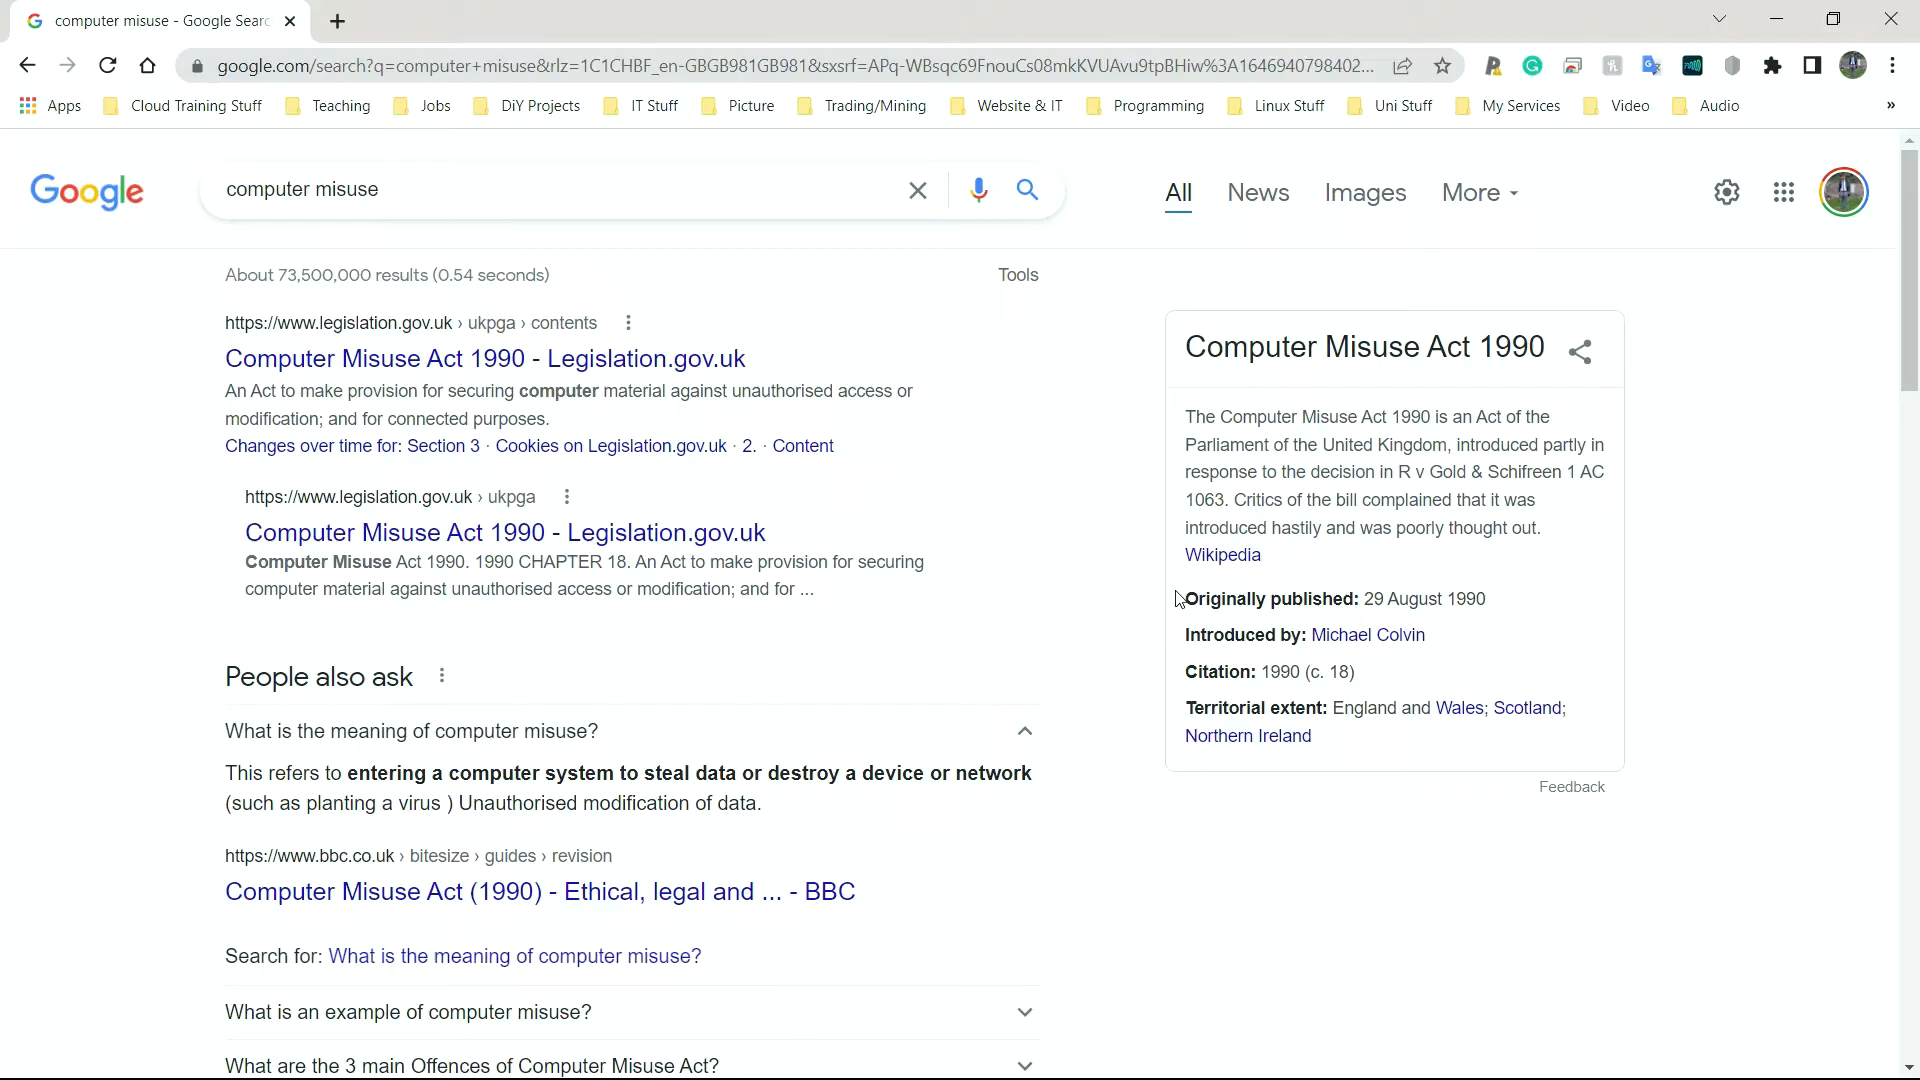 computer misuse - Google Searc
google.com/search?q=computer+misuse&rlz=1C1CHBF_en-GBGB981GB981&sxsrf=APq-WBsqc69FnouCs08mkKVUAvu9tpBHiw%3A1646940798402...
Apps Cloud Training Stuff Teaching Jobs DiY Projects IT Stuff Picture Trading/Mining Website & IT Programming Linux Stuff Uni Stuff My Services Video Audio »
Google computer misuse All News Images More
About 73,500,000 results (0.54 seconds) Tools
https://www.legislation.gov.uk › ukpga › contents
Computer Misuse Act 1990 - Legislation.gov.uk
An Act to make provision for securing computer material against unauthorised access or
modification; and for connected purposes.
Changes over time for: Section 3 · Cookies on Legislation.gov.uk · 2. · Content
https://www.legislation.gov.uk › ukpga
Computer Misuse Act 1990 - Legislation.gov.uk
Computer Misuse Act 1990. 1990 CHAPTER 18. An Act to make provision for securing
computer material against unauthorised access or modification; and for ...
People also ask
What is the meaning of computer misuse?
This refers to entering a computer system to steal data or destroy a device or network
(such as planting a virus ) Unauthorised modification of data.
https://www.bbc.co.uk › bitesize › guides › revision
Computer Misuse Act (1990) - Ethical, legal and ... - BBC
Search for: What is the meaning of computer misuse?
What is an example of computer misuse?
What are the 3 main Offences of Computer Misuse Act?
Computer Misuse Act 1990
The Computer Misuse Act 1990 is an Act of the
Parliament of the United Kingdom, introduced partly in
response to the decision in R v Gold & Schifreen 1 AC
1063. Critics of the bill complained that it was
introduced hastily and was poorly thought out.
Wikipedia
Originally published: 29 August 1990
Introduced by: Michael Colvin
Citation: 1990 (c. 18)
Territorial extent: England and Wales; Scotland;
Northern Ireland
Feedback